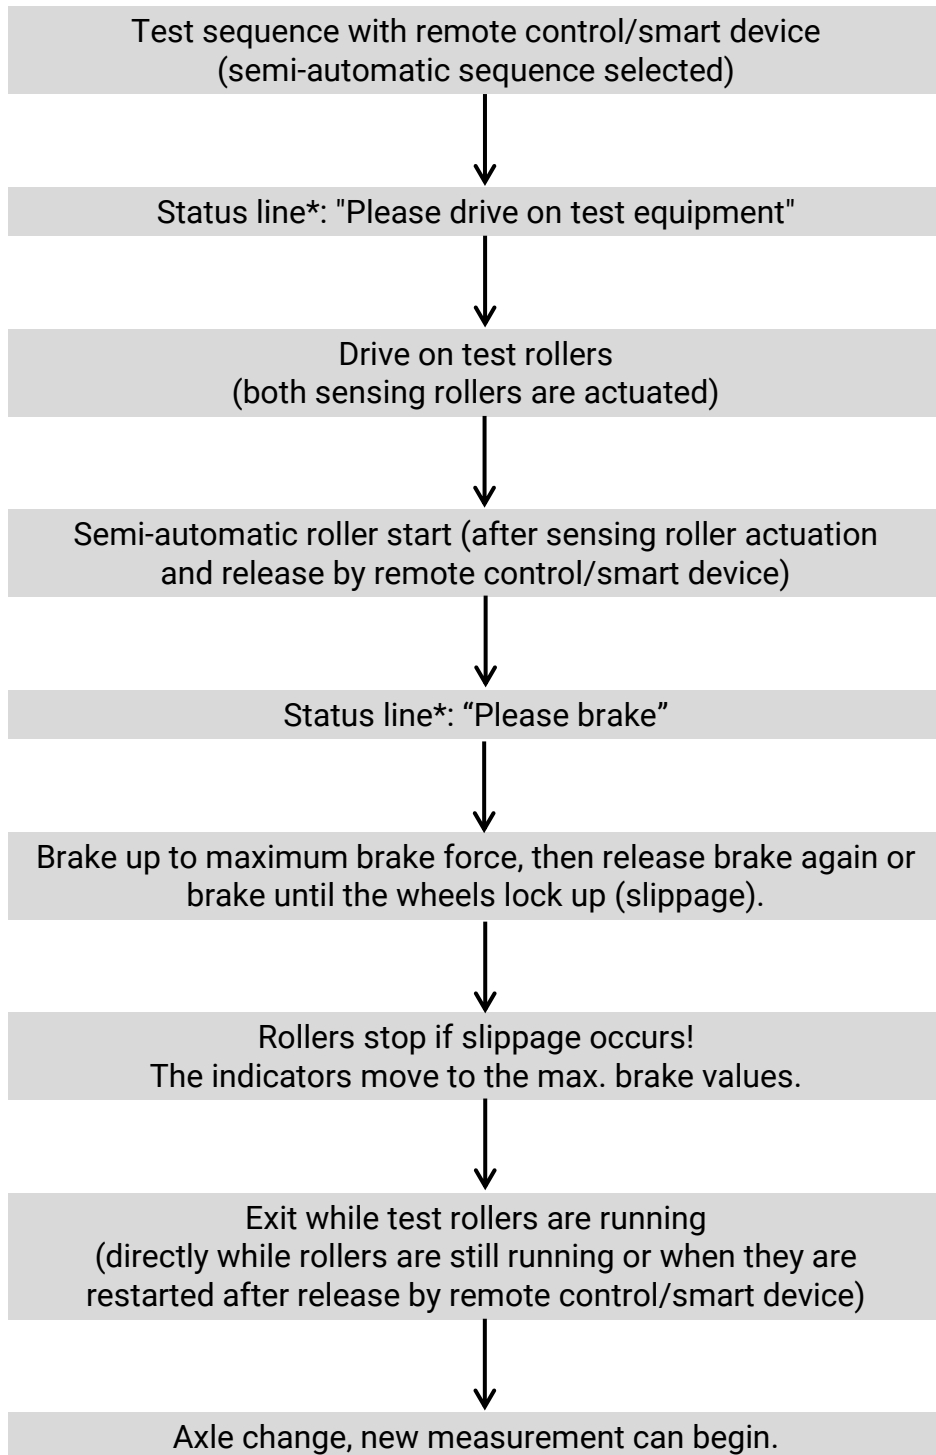 Test sequence with remote control/smart device
(semi-automatic sequence selected)
Status line*: "Please drive on test equipment"
Drive on test rollers
(both sensing rollers are actuated)
Semi-automatic roller start (after sensing roller actuation
and release by remote control/smart device)
Status line*: “Please brake”
Brake up to maximum brake force, then release brake again or
brake until the wheels lock up (slippage).
Rollers stop if slippage occurs!
The indicators move to the max. brake values.
Exit while test rollers are running
(directly while rollers are still running or when they are
restarted after release by remote control/smart device)
Axle change, new measurement can begin.